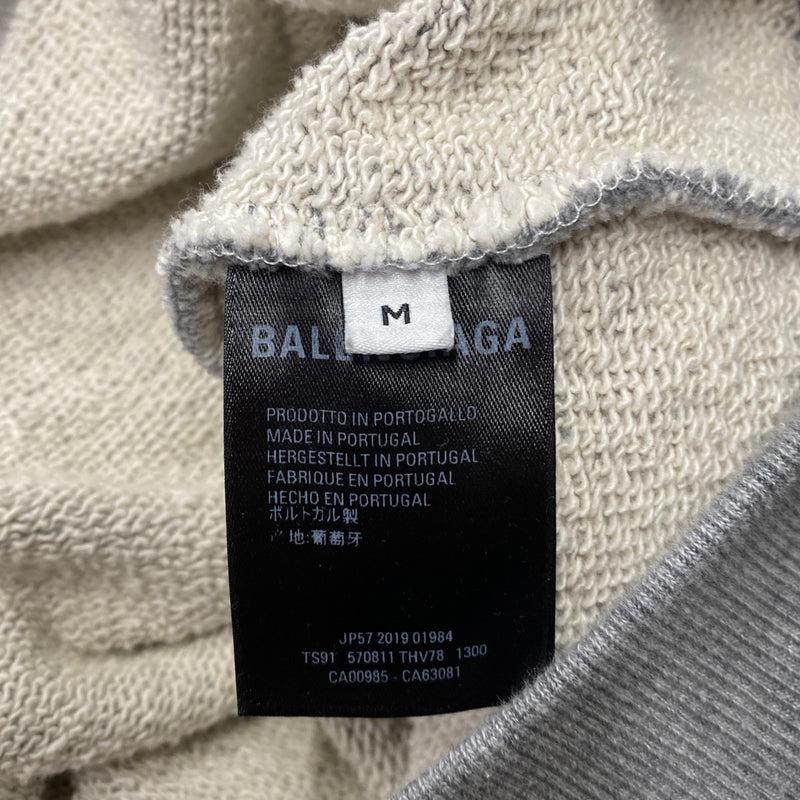 M
BALENCIAGA
PRODOTTO IN PORTOGALLO
MADE IN PORTUGAL
HERGESTELLT IN PORTUGAL
FABRIQUE EN PORTUGAL
HECHO EN PORTUGAL
ポルトガル製
地:葡萄牙
JP57 2019 01984
TS91 570811 THV78 1300
CA00985 - CA63081